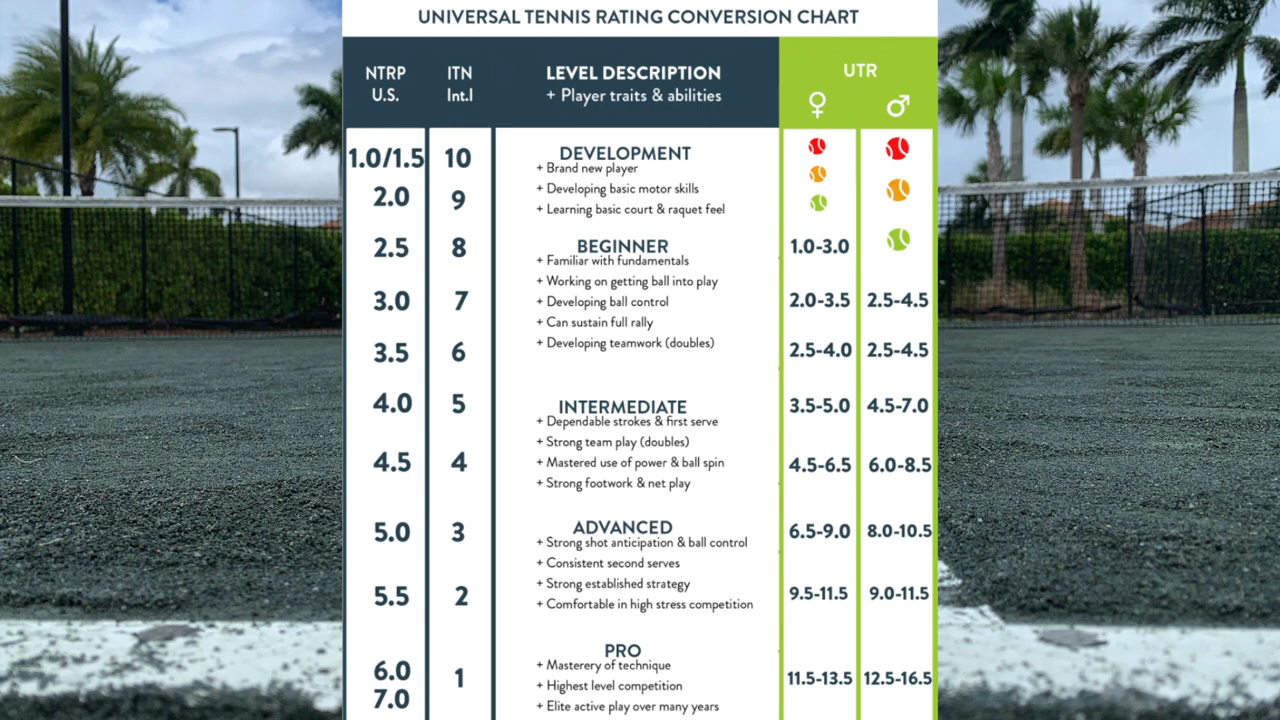 UNIVERSAL TENNIS RATING CONVERSION CHART
NTRP
U.S.
ITN
Int.l
LEVEL DESCRIPTION
+ Player traits & abilities
UTR
♀ ♂
1.0/1.5 10
DEVELOPMENT
+ Brand new player
2.0 9
+ Developing basic motor skills
+ Learning basic court & raquet feel
2.5 8
BEGINNER
1.0-3.0
+ Familiar with fundamentals
+ Working on getting ball into play
3.0 7
+ Developing ball control
2.0-3.5 2.5-4.5
+ Can sustain full rally
+ Developing teamwork (doubles)
3.5 6
2.5-4.0 2.5-4.5
4.0 5
INTERMEDIATE
3.5-5.0 4.5-7.0
+ Dependable strokes & first serve
+ Strong team play (doubles)
4.5 4
+ Mastered use of power & ball spin
4.5-6.5 6.0-8.5
+ Strong footwork & net play
5.0 3
ADVANCED
6.5-9.0 8.0-10.5
+ Strong shot anticipation & ball control
+ Consistent second serves
+ Strong established strategy
5.5 2
9.5-11.5 9.0-11.5
+ Comfortable in high stress competition
PRO
+ Masterery of technique
6.0
7.0
1
11.5-13.5 12.5-16.5
+ Highest level competition
+ Elite active play over many years